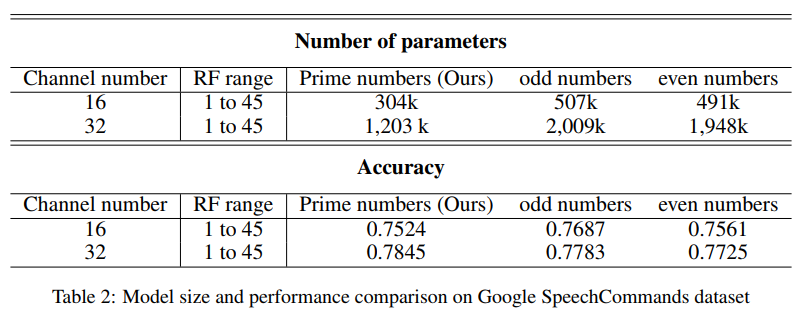 Number of parameters
Channel number RF range Prime numbers (Ours) odd numbers even numbers
16 1 to 45 304k 507k 491k
32 1 to 45 1,203 k 2,009k 1,948k
Accuracy
Channel number RF range Prime numbers (Ours) odd numbers even numbers
16 1 to 45 0.7524 0.7687 0.7561
32 1 to 45 0.7845 0.7783 0.7725
Table 2: Model size and performance comparison on Google SpeechCommands dataset